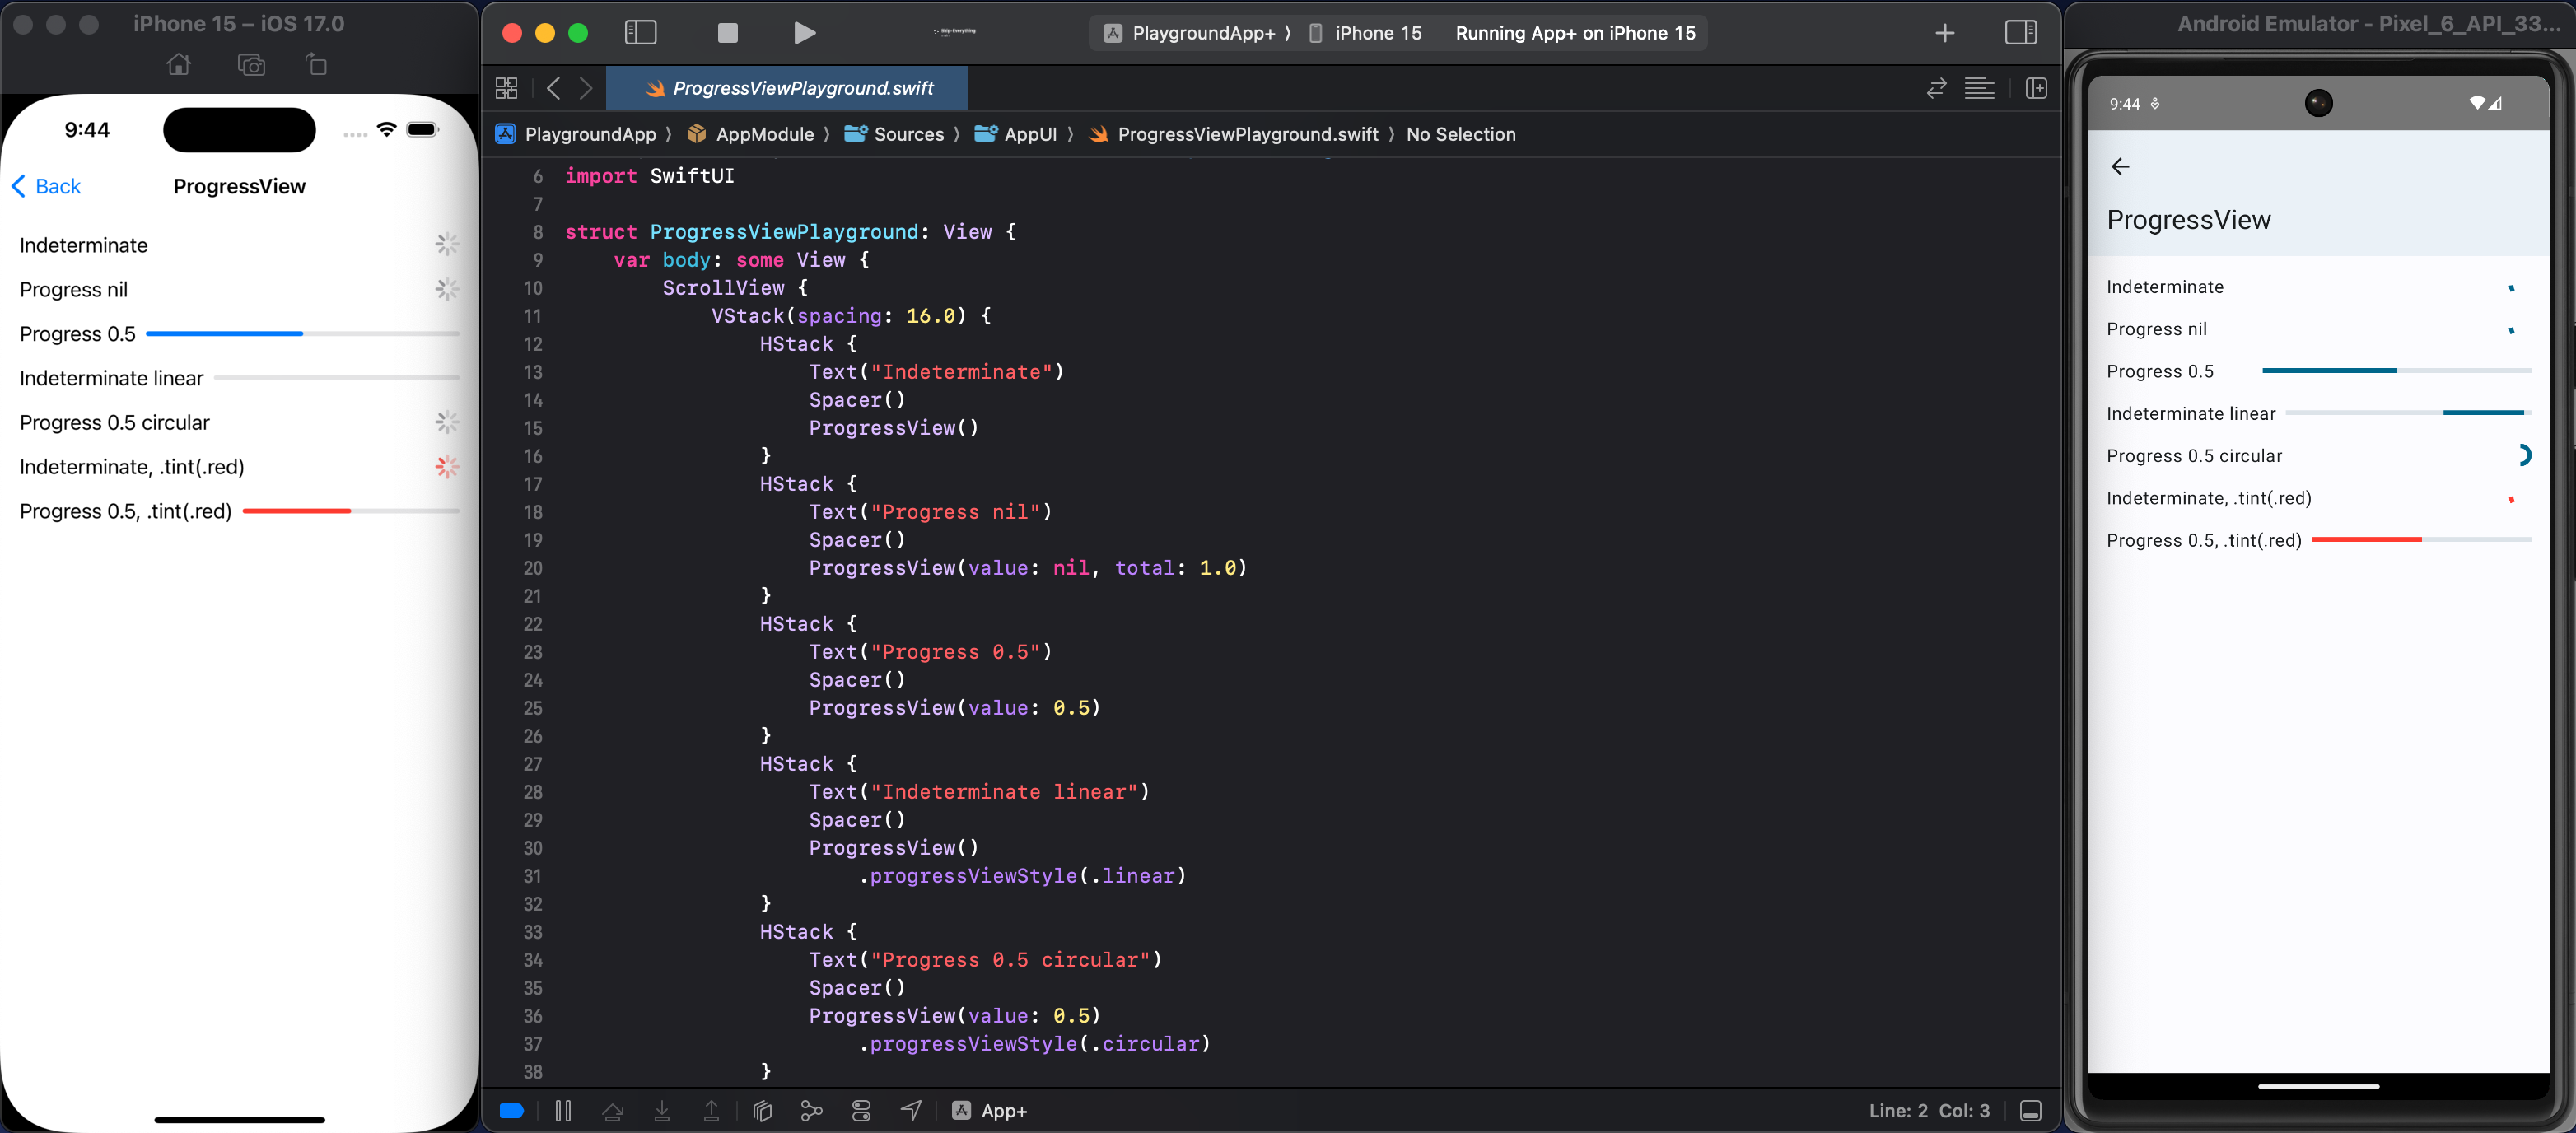 iPhone 15 – iOS 17.0
9:44
Back
ProgressView
Indeterminate
Progress nil
Progress 0.5
Indeterminate linear
Progress 0.5 circular
Indeterminate, .tint(.red)
Progress 0.5, .tint(.red)
PlaygroundApp+ ⟩ iPhone 15
Running App+ on iPhone 15
ProgressViewPlayground.swift
PlaygroundApp ⟩ AppModule ⟩ Sources ⟩ AppUI ⟩ ProgressViewPlayground.swift ⟩ No Selection
6 import SwiftUI
7
8 struct ProgressViewPlayground: View {
9 var body: some View {
10 ScrollView {
11 VStack(spacing: 16.0) {
12 HStack {
13 Text("Indeterminate")
14 Spacer()
15 ProgressView()
16 }
17 HStack {
18 Text("Progress nil")
19 Spacer()
20 ProgressView(value: nil, total: 1.0)
21 }
22 HStack {
23 Text("Progress 0.5")
24 Spacer()
25 ProgressView(value: 0.5)
26 }
27 HStack {
28 Text("Indeterminate linear")
29 Spacer()
30 ProgressView()
31 .progressViewStyle(.linear)
32 }
33 HStack {
34 Text("Progress 0.5 circular")
35 Spacer()
36 ProgressView(value: 0.5)
37 .progressViewStyle(.circular)
38 }
App+
Line: 2 Col: 3
Android Emulator - Pixel_6_API_33...
9:44
ProgressView
Indeterminate
Progress nil
Progress 0.5
Indeterminate linear
Progress 0.5 circular
Indeterminate, .tint(.red)
Progress 0.5, .tint(.red)